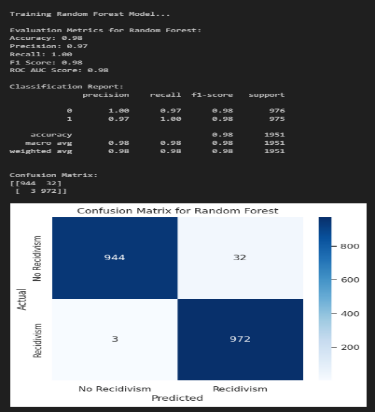 Training Random Forest Model...
Evaluation Metrics for Random Forest:
Accuracy: 0.98
Precision: 0.97
Recall: 1.00
F1 Score: 0.98
ROC AUC Score: 0.98
Classification Report:
precision recall f1-score support
0 1.00 0.97 0.98 976
1 0.97 1.00 0.98 975
accuracy 0.98 1951
macro avg 0.98 0.98 0.98 1951
weighted avg 0.98 0.98 0.98 1951
Confusion Matrix:
[[944 32]
[ 3 972]]
Confusion Matrix for Random Forest
Actual
No Recidivism
944 32
Recidivism
3 972
No Recidivism Recidivism
Predicted
800
600
400
200